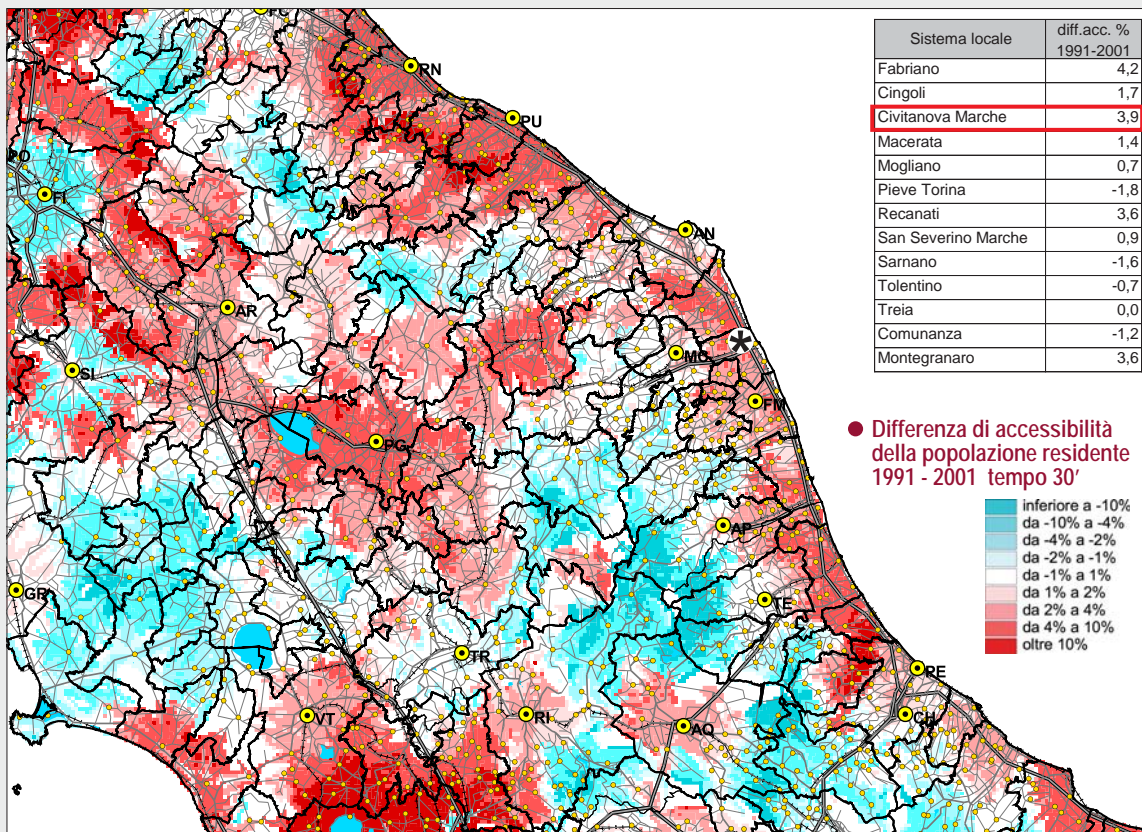 Sistema locale diff.acc. % 1991-2001
Fabriano 4,2
Cingoli 1,7
Civitanova Marche 3,9
Macerata 1,4
Mogliano 0,7
Pieve Torina -1,8
Recanati 3,6
San Severino Marche 0,9
Sarnano -1,6
Tolentino -0,7
Treia 0,0
Comunanza -1,2
Montegranaro 3,6
● Differenza di accessibilità
della popolazione residente
1991 - 2001 tempo 30'
inferiore a -10%
da -10% a -4%
da -4% a -2%
da -2% a -1%
da -1% a 1%
da 1% a 2%
da 2% a 4%
da 4% a 10%
oltre 10%
RN
PU
PO
FI
AN
AR
*
MC
SI
FM
PG
AP
GR
TE
TR
PE
VT
RI
AQ
CH